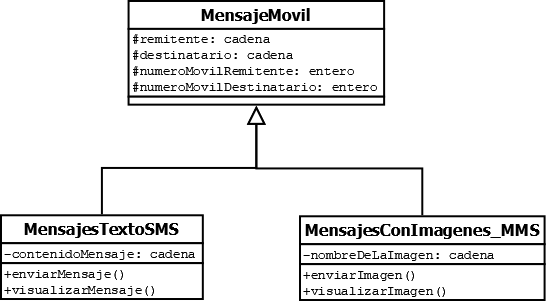 MensajeMovil
#remitente: cadena
#destinatario: cadena
#numeroMovilRemitente: entero
#numeroMovilDestinatario: entero
MensajesTextoSMS
-contenidoMensaje: cadena
+enviarMensaje()
+visualizarMensaje()
MensajesConImagenes_MMS
-nombreDeLaImagen: cadena
+enviarImagen()
+visualizarImagen()